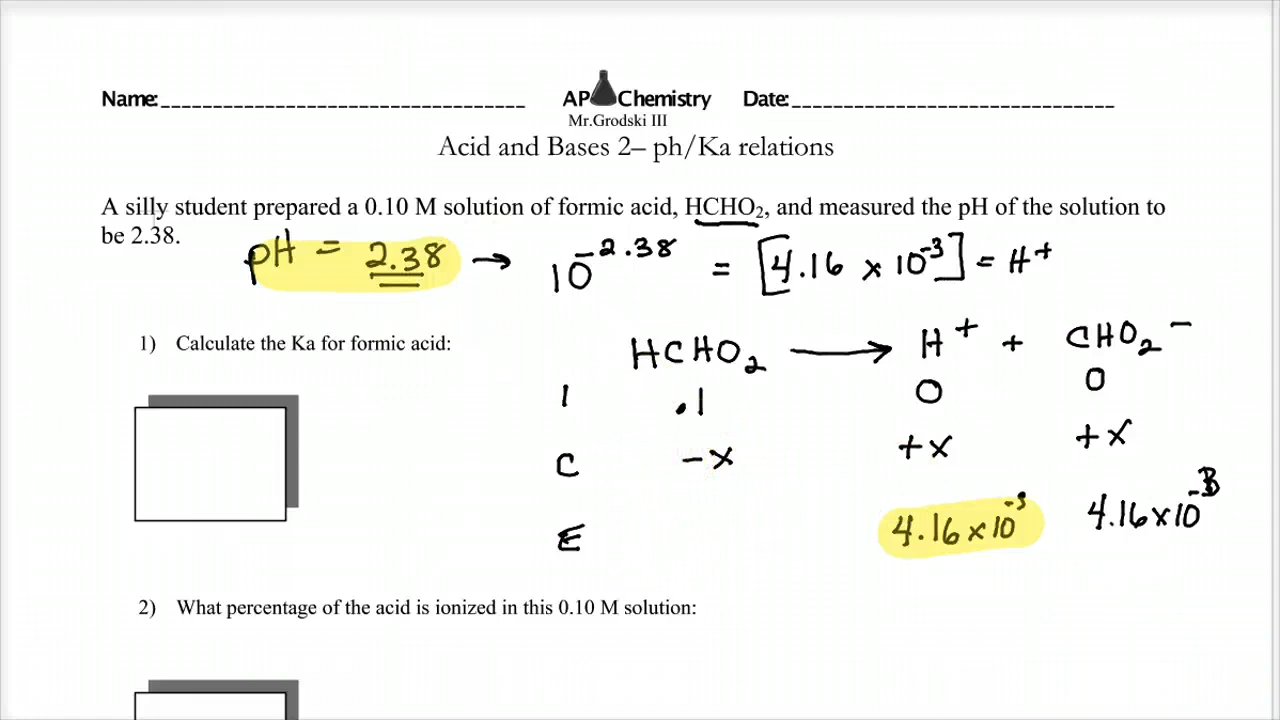 Name:___________________________________ AP Chemistry Date:_______________________________
Mr.Grodski III
Acid and Bases 2– ph/Ka relations
A silly student prepared a 0.10 M solution of formic acid, HCHO₂, and measured the pH of the solution to
be 2.38.
pH = 2.38 → 10^-2.38 = [4.16 x 10^-3] = H⁺
1) Calculate the Ka for formic acid:
HCHO₂ → H⁺ + CHO₂⁻
I .1 0 0
C -x +x +x
E 4.16x10^-3 4.16x10^-3
2) What percentage of the acid is ionized in this 0.10 M solution: